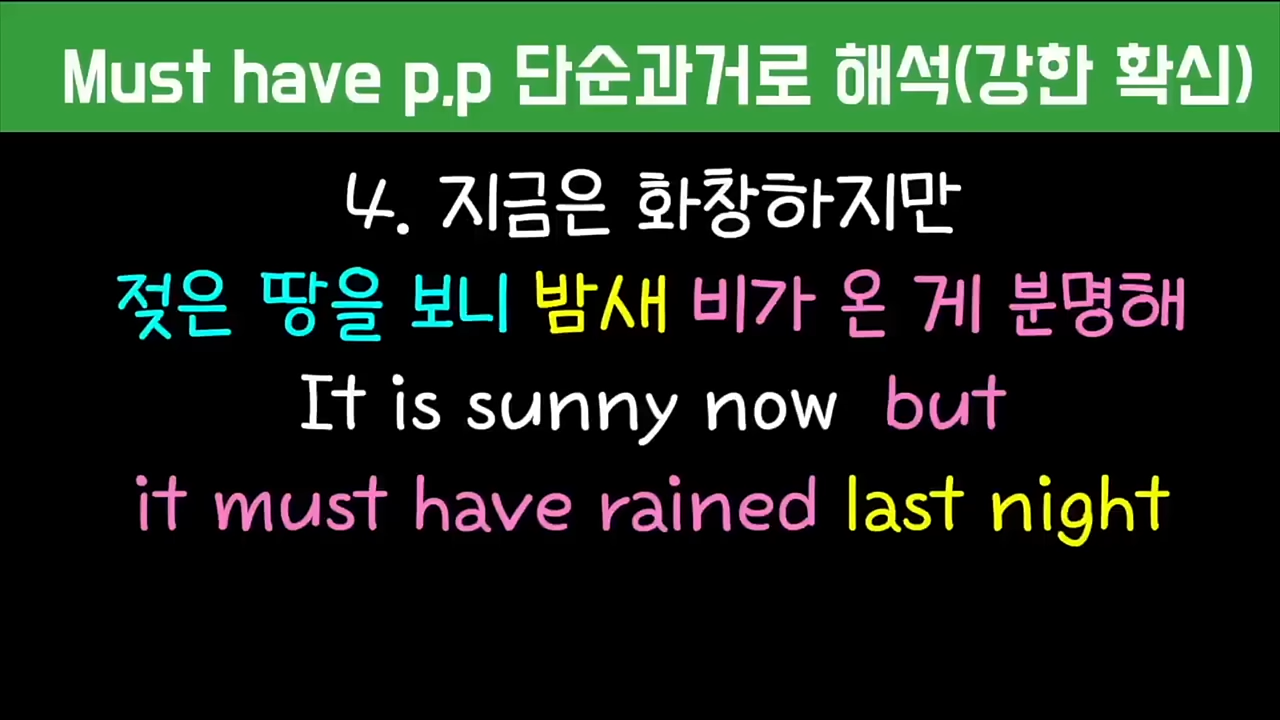 Must have p.p 단순과거로 해석(강한 확신)
4. 지금은 화창하지만
젖은 땅을 보니 밤새 비가 온 게 분명해
It is sunny now but
it must have rained last night